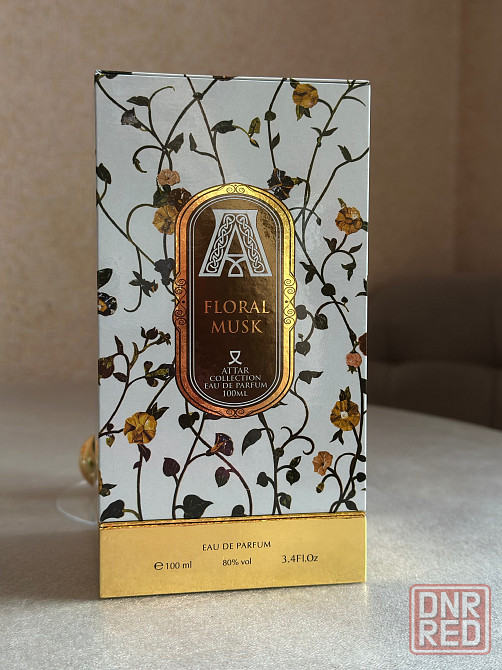 A
FLORAL
MUSK
ATTAR
COLLECTION
EAU DE PARFUM
100ML
EAU DE PARFUM
℮ 100 ml 80% vol 3.4Fl.Oz
DNR
RED